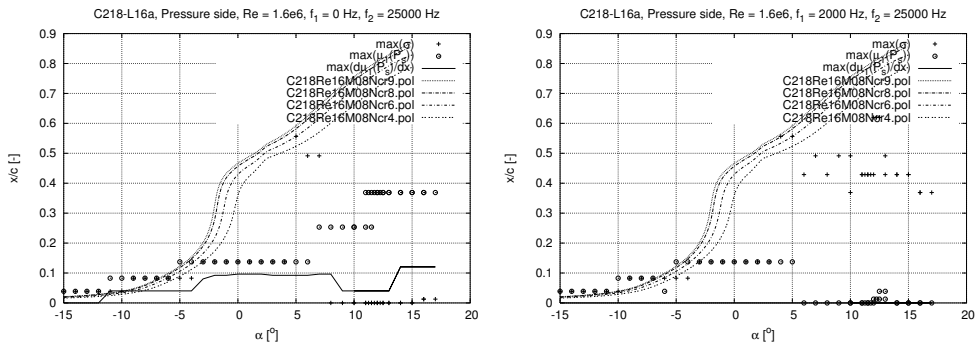 C218-L16a, Pressure side, Re = 1.6e6, f1 = 0 Hz, f2 = 25000 Hz
0.9
0.8
0.7
0.6
0.5
0.4
0.3
0.2
0.1
0
x/c [-]
max(σ)
max(μ1(Ps))
max(dμ1(Ps)/dx)
C218Re16M08Ncr9.pol
C218Re16M08Ncr8.pol
C218Re16M08Ncr6.pol
C218Re16M08Ncr4.pol
-15 -10 -5 0 5 10 15 20
α [°]
C218-L16a, Pressure side, Re = 1.6e6, f1 = 2000 Hz, f2 = 25000 Hz
0.9
0.8
0.7
0.6
0.5
0.4
0.3
0.2
0.1
0
x/c [-]
max(σ)
max(μ1(Ps))
max(dμ1(Ps)/dx)
C218Re16M08Ncr9.pol
C218Re16M08Ncr8.pol
C218Re16M08Ncr6.pol
C218Re16M08Ncr4.pol
-15 -10 -5 0 5 10 15 20
α [°]